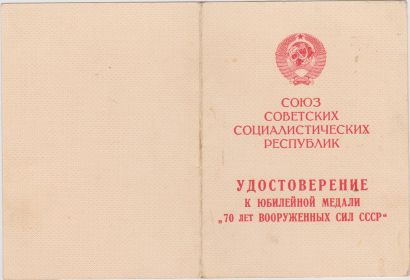 СОЮЗ
СОВЕТСКИХ
СОЦИАЛИСТИЧЕСКИХ
РЕСПУБЛИК
УДОСТОВЕРЕНИЕ
К ЮБИЛЕЙНОЙ МЕДАЛИ
„70 ЛЕТ ВООРУЖЕННЫХ СИЛ СССР“